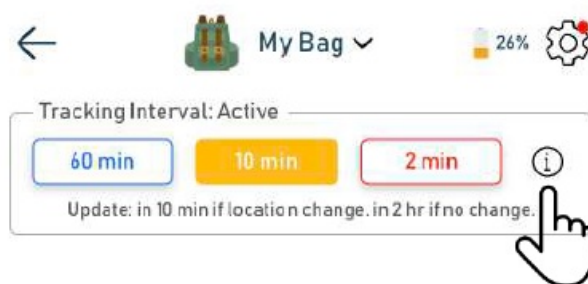 My Bag
26%
Tracking Interval: Active
60 min
10 min
2 min
i
Update: in 10 min if location change. in 2 hr if no change.